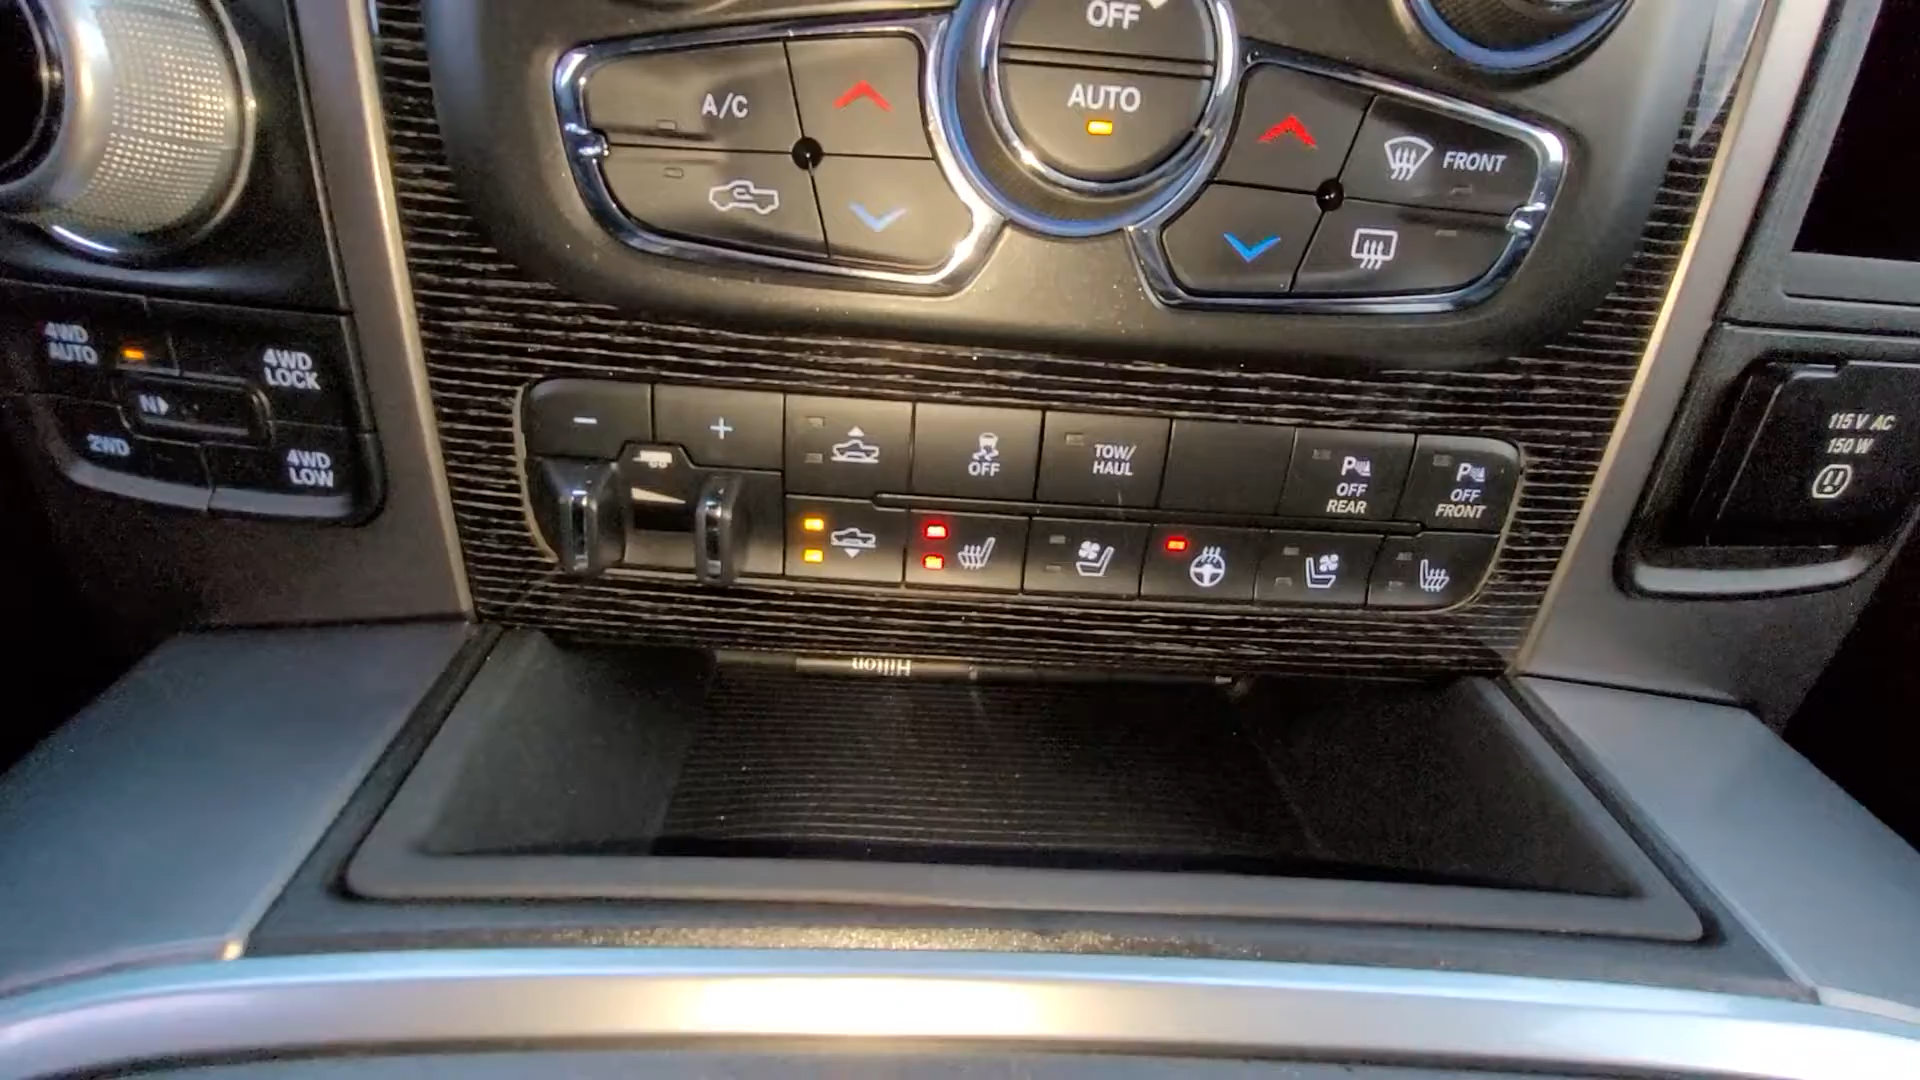 OFF
AUTO
A/C
FRONT
4WD
AUTO
4WD
LOCK
N
2WD
4WD
LOW
−
+
OFF
TOW/
HAUL
P
OFF
REAR
P
OFF
FRONT
115 V AC
150 W
Hilton